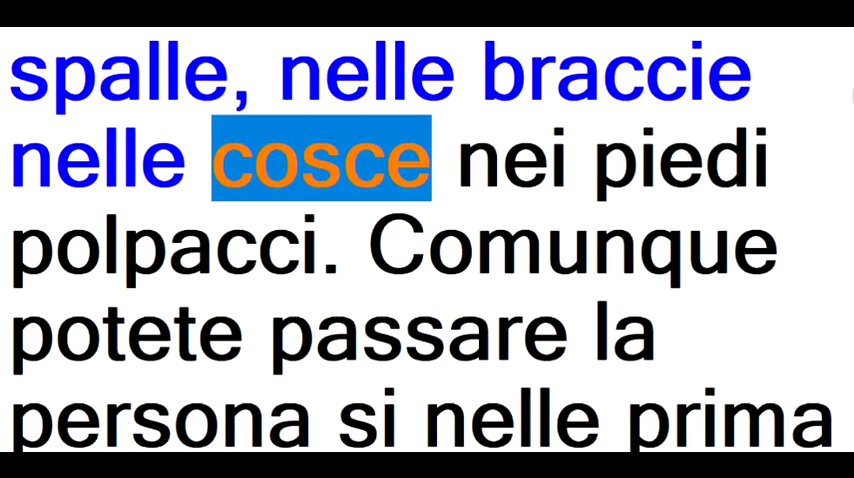 spalle, nelle braccie
nelle cosce nei piedi
polpacci. Comunque
potete passare la
persona si nelle prima